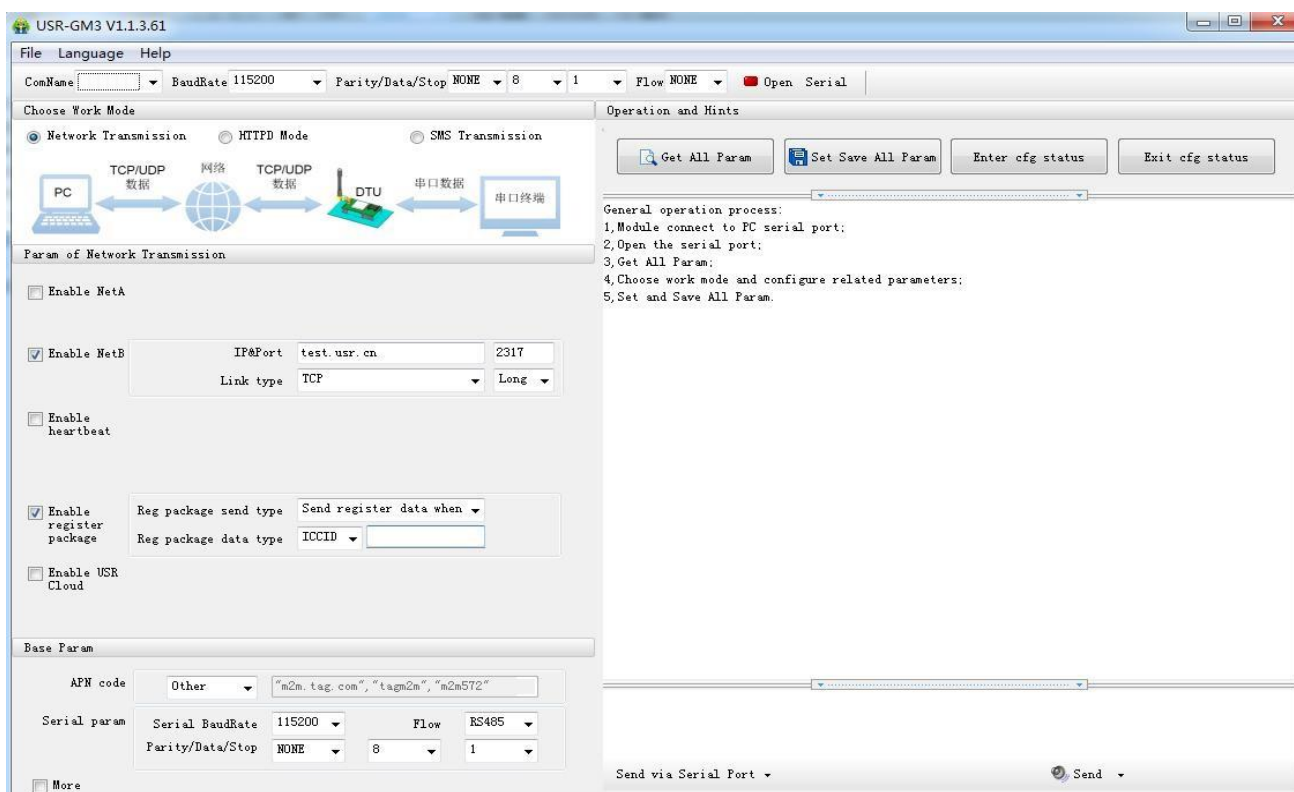 USR-GM3 V1.1.3.61
File Language Help
ComName BaudRate 115200 Parity/Data/Stop NONE 8 1 Flow NONE Open Serial
Choose Work Mode
Network Transmission HTTPD Mode SMS Transmission
PC
TCP/UDP
数据
网络
TCP/UDP
数据
DTU
串口数据
串口终端
Param of Network Transmission
Enable NetA
Enable NetB IP&Port test.usr.cn 2317
Link type TCP Long
Enable
heartbeat
Enable
register
package
Reg package send type Send register data when
Reg package data type ICCID
Enable USR
Cloud
Base Param
APN code Other "m2m.tag.com","tagm2m","m2m572"
Serial param Serial BaudRate 115200 Flow RS485
Parity/Data/Stop NONE 8 1
More
Operation and Hints
Get All Param Set Save All Param Enter cfg status Exit cfg status
General operation process:
1,Module connect to PC serial port;
2,Open the serial port;
3,Get All Param;
4,Choose work mode and configure related parameters;
5,Set and Save All Param.
Send via Serial Port Send